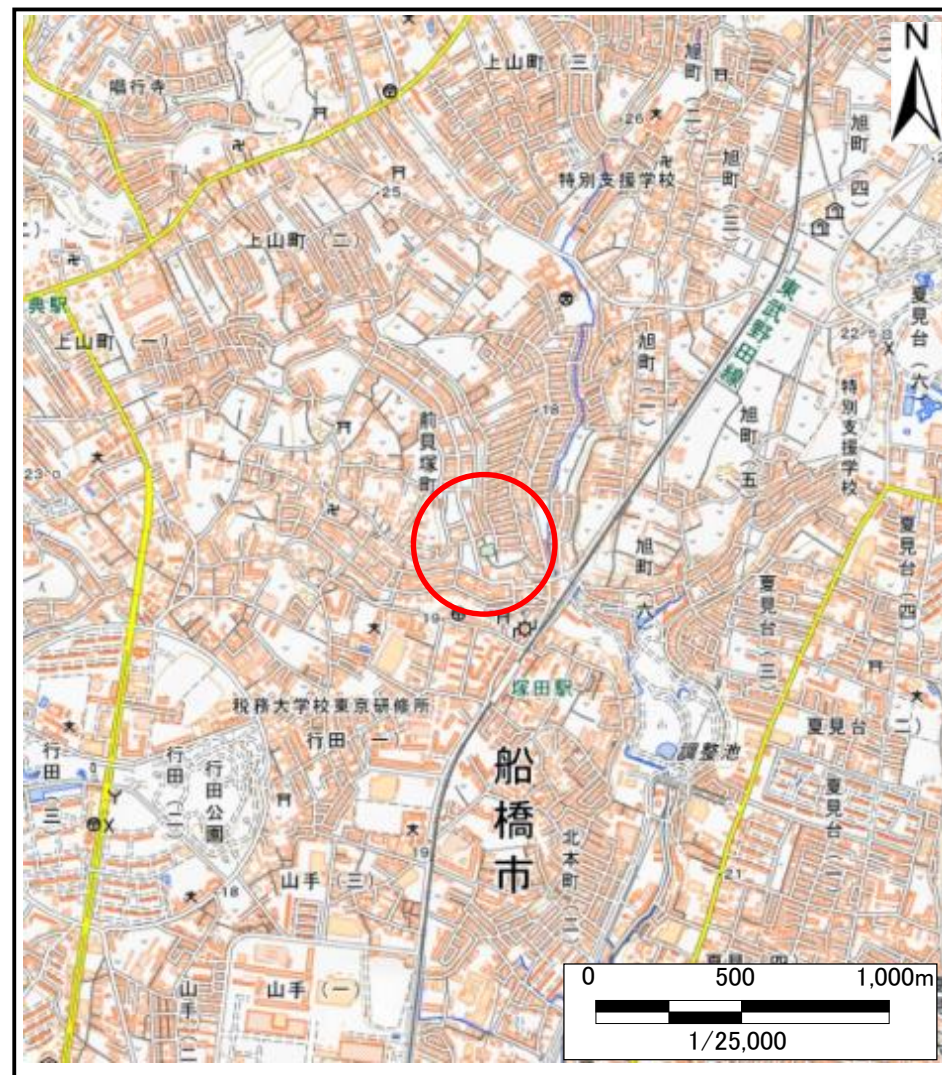 N
上山町(三)
旭町(二)
唱行寺
26
旭町(四)
特別支援学校
旭町(三)
25
上山町(二)
典駅
東武野田線
夏見台(六)
上山町(一)
旭町(一)
22.5
特別支援学校
前貝塚町
18
旭町(五)
23.0
旭町(六)
夏見台(四)
夏見台(三)
19
塚田駅
税務大学校東京研修所
行田(一)
夏見台(二)
調整池
行田(三)
行田(二)
行田公園
船橋市
夏見台(一)
北本町(二)
19
山手(三)
18
21
山手(一)
山手(二)
0 500 1,000m
1/25,000